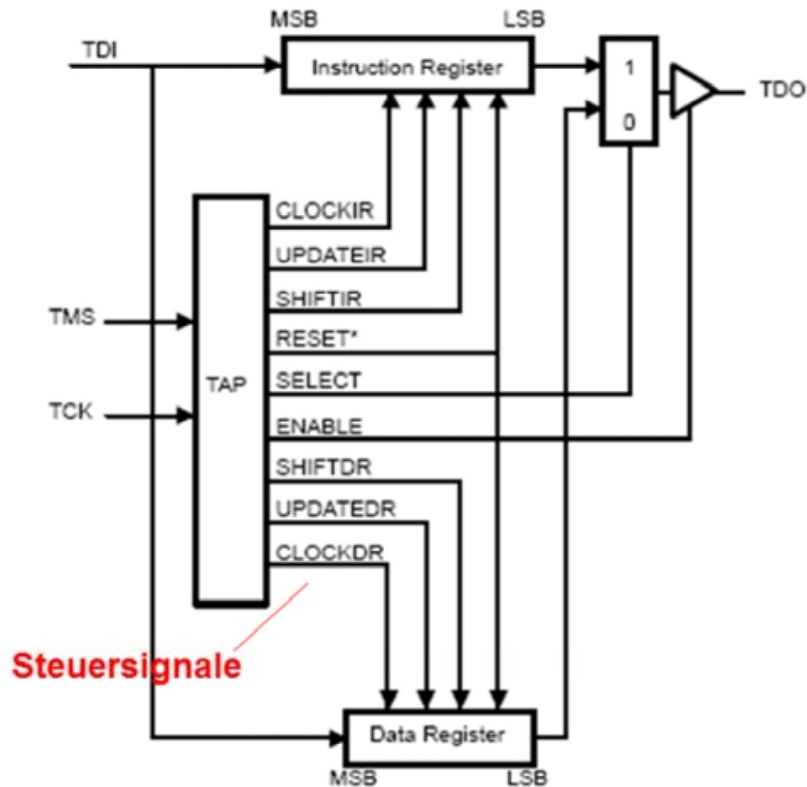 MSB
LSB
TDI
Instruction Register
1
0
TDO
CLOCKIR
UPDATEIR
SHIFTIR
TMS
RESET*
TAP
SELECT
TCK
ENABLE
SHIFTDR
UPDATEDR
CLOCKDR
Steuersignale
Data Register
MSB
LSB